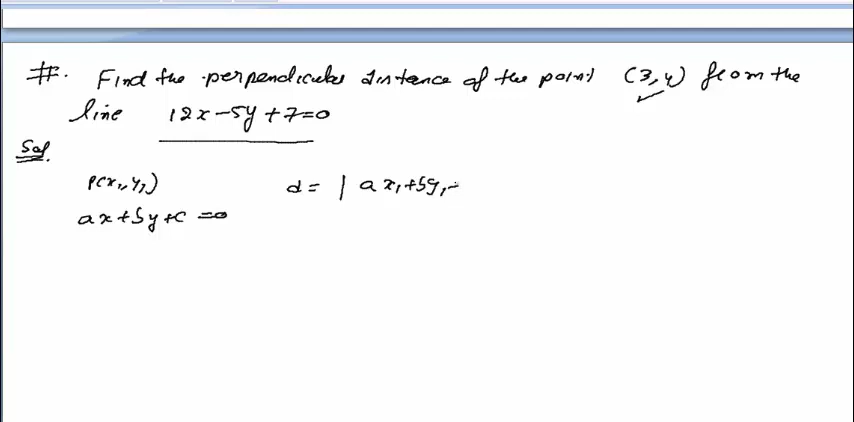 #. Find the perpendicular distance of the point (3,4) from the
line 12x-5y+7=0
Sol.
P(x₁,y₁) d= | ax₁+by₁-
ax+by+c=0